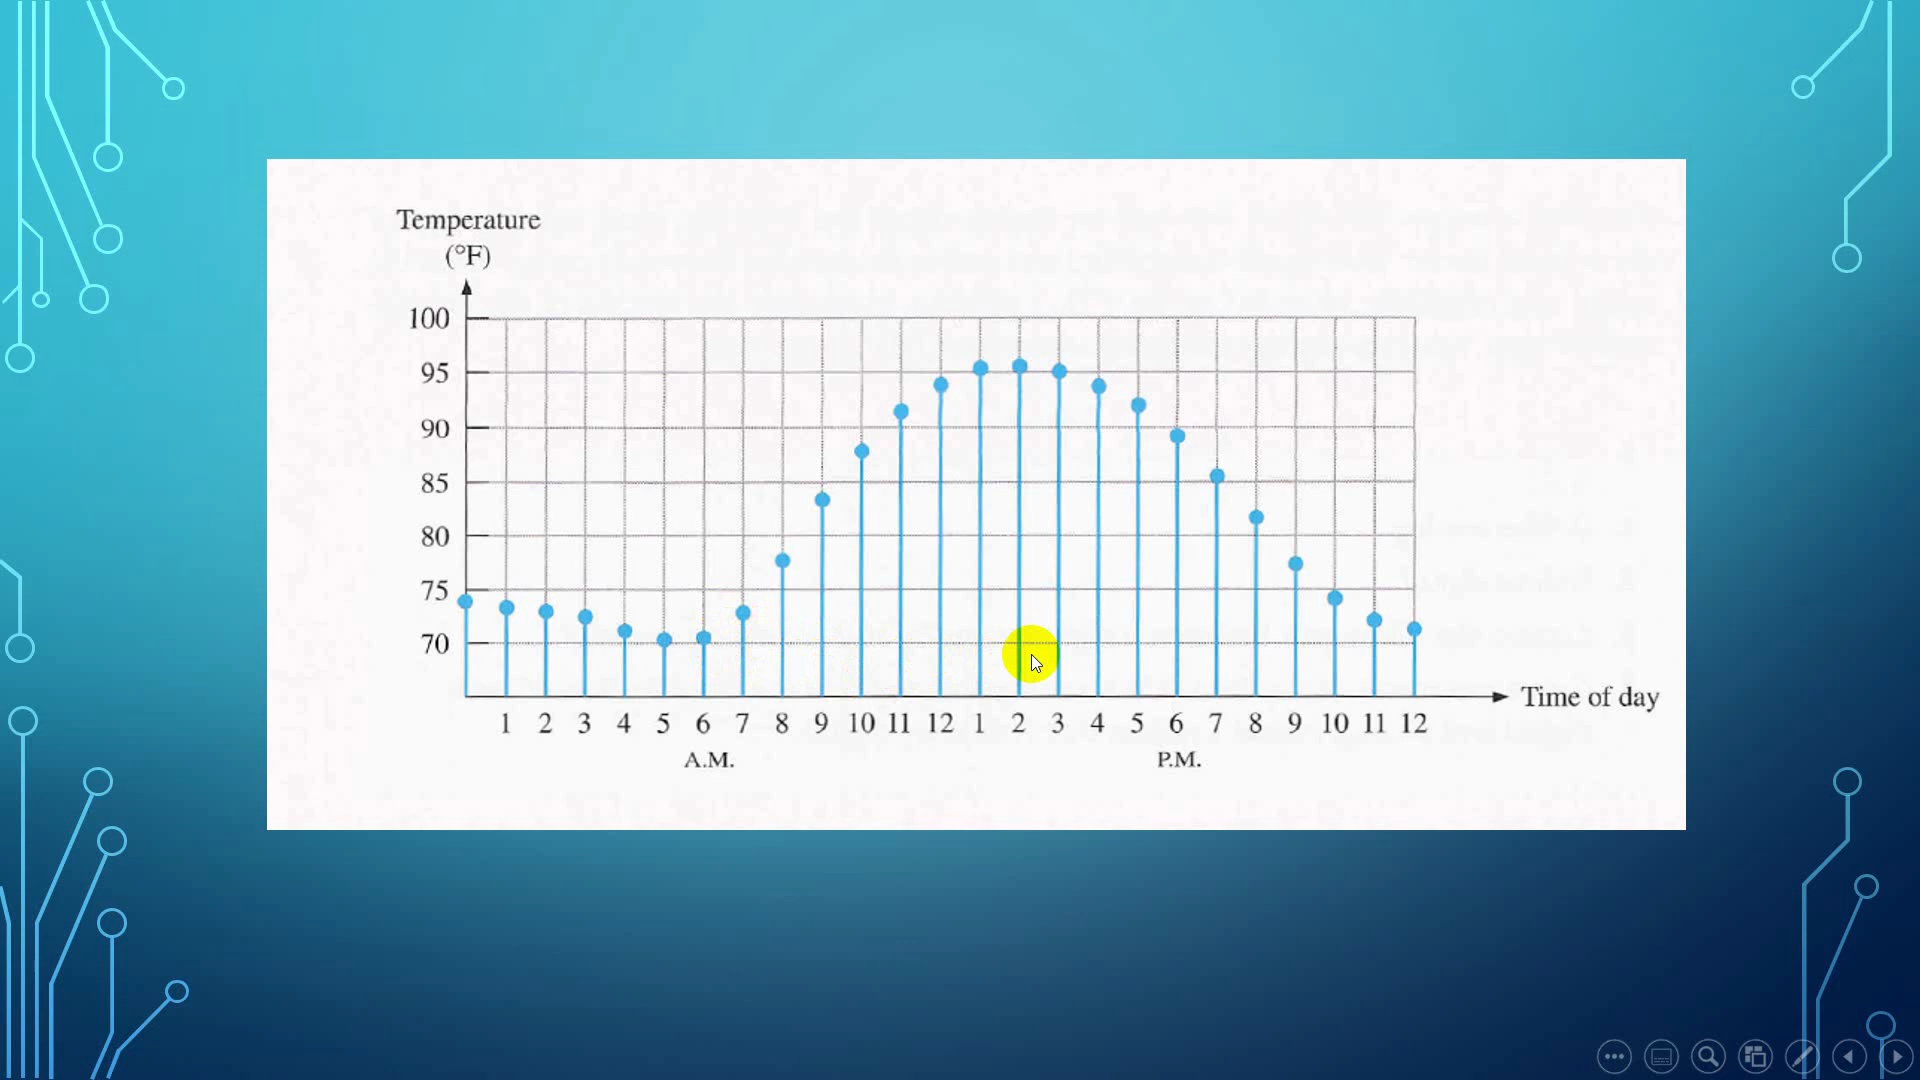 Temperature
(°F)
100
95
90
85
80
75
70
Time of day
1 2 3 4 5 6 7 8 9 10 11 12 1 2 3 4 5 6 7 8 9 10 11 12
A.M. P.M.